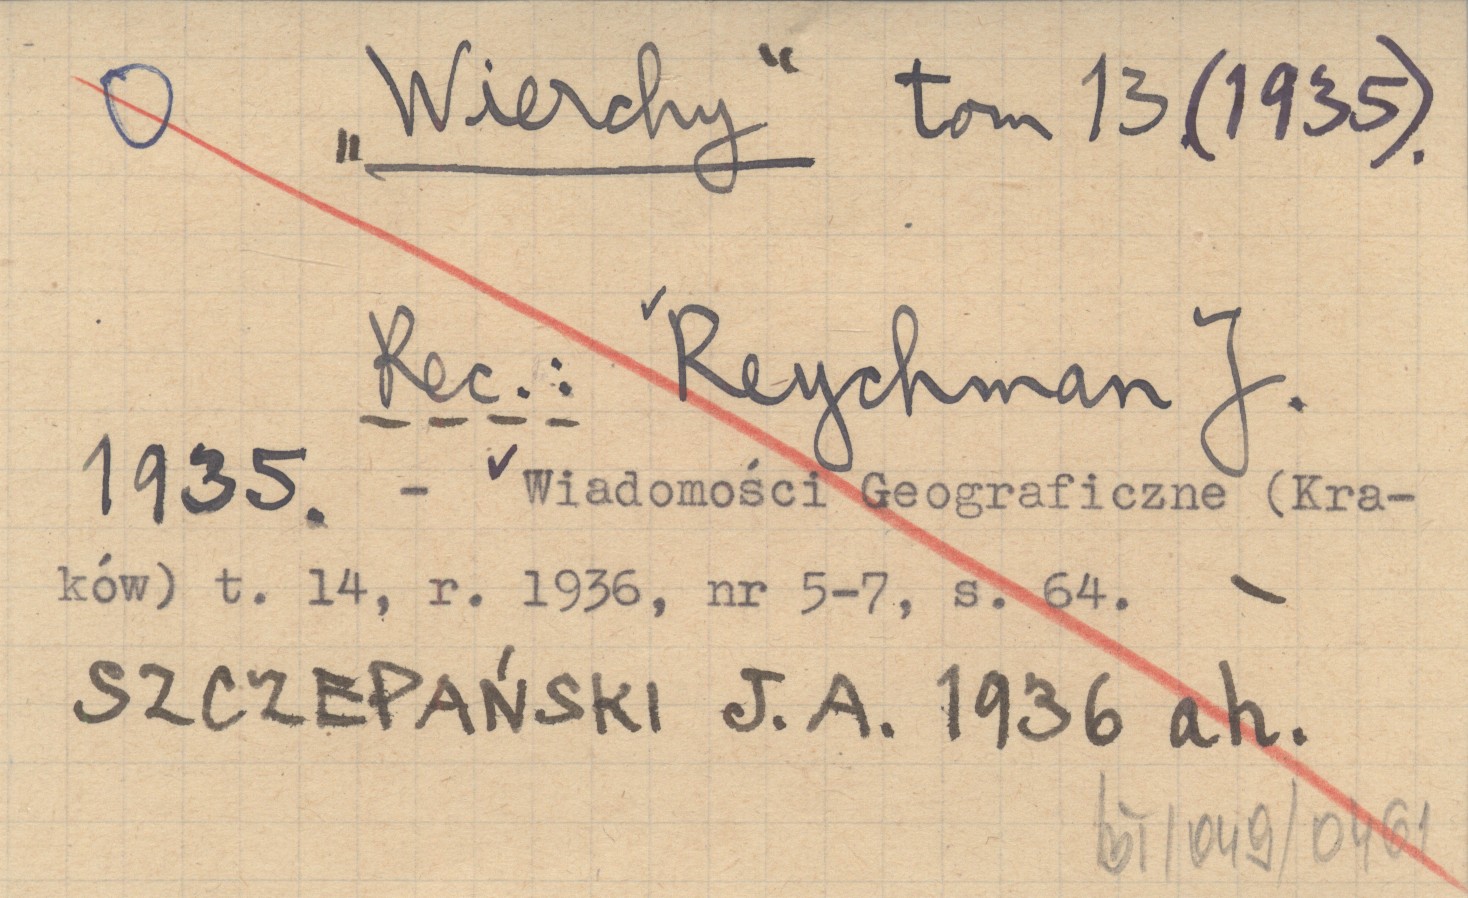 „Wierchy“ tom 13.(1935).
Rec.: Reychman J.
1935. - Wiadomości Geograficzne (Kra-
ków) t. 14, r. 1936, nr 5-7, s. 64. -
SZCZEPAŃSKI J.A. 1936 ah.
/049/0461